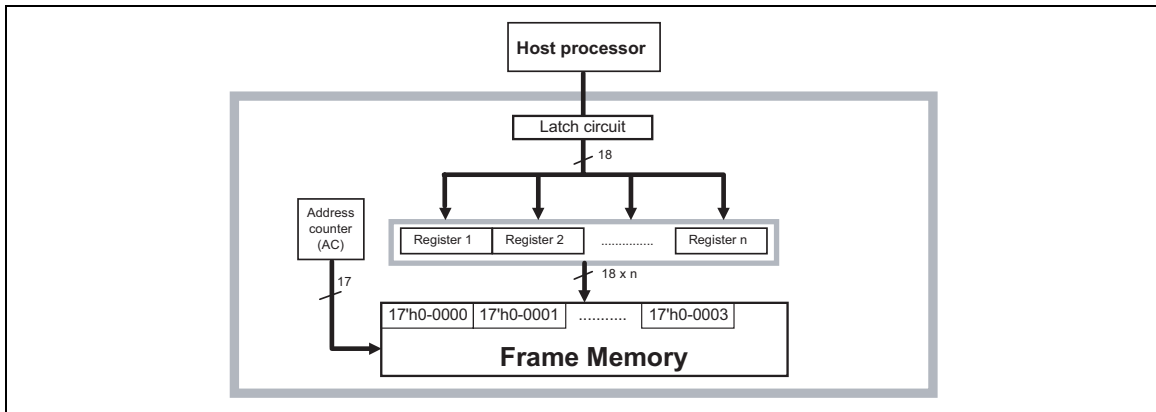 Host processor
Latch circuit
18
Address
counter
(AC)
Register 1
Register 2
...............
Register n
17
18 x n
17'h0-0000
17'h0-0001
...........
17'h0-0003
Frame Memory